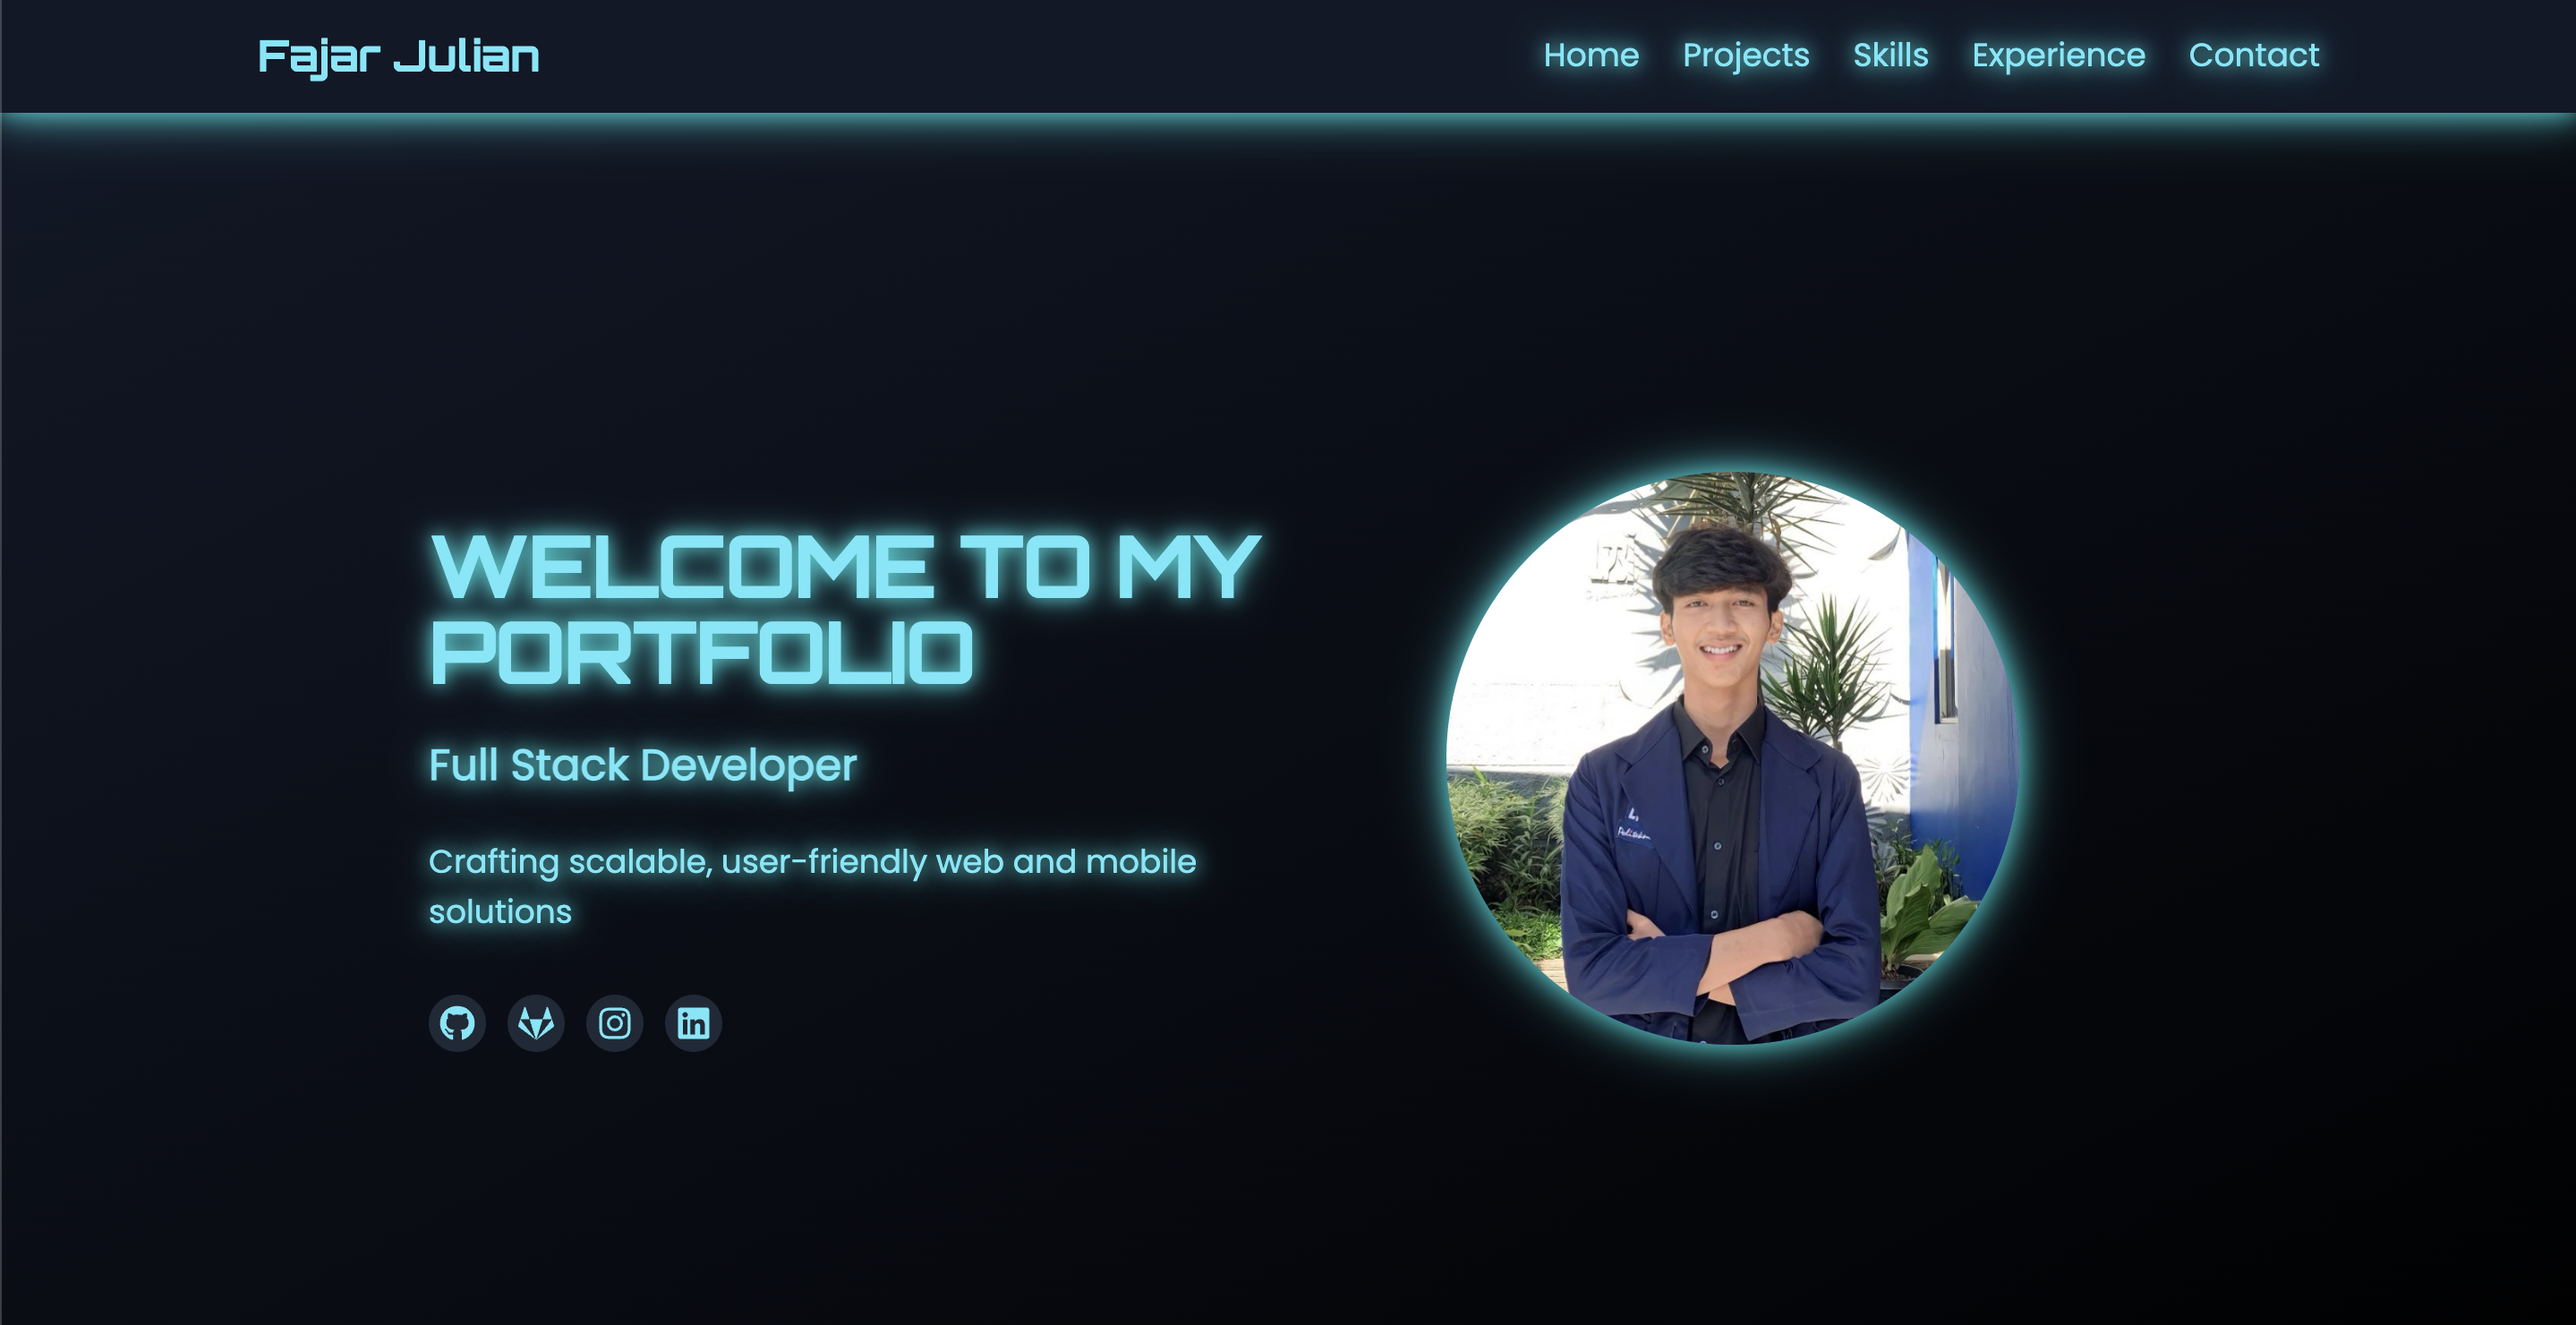 Fajar Julian
Home Projects Skills Experience Contact
WELCOME TO MY
PORTFOLIO
Full Stack Developer
Crafting scalable, user-friendly web and mobile
solutions
in